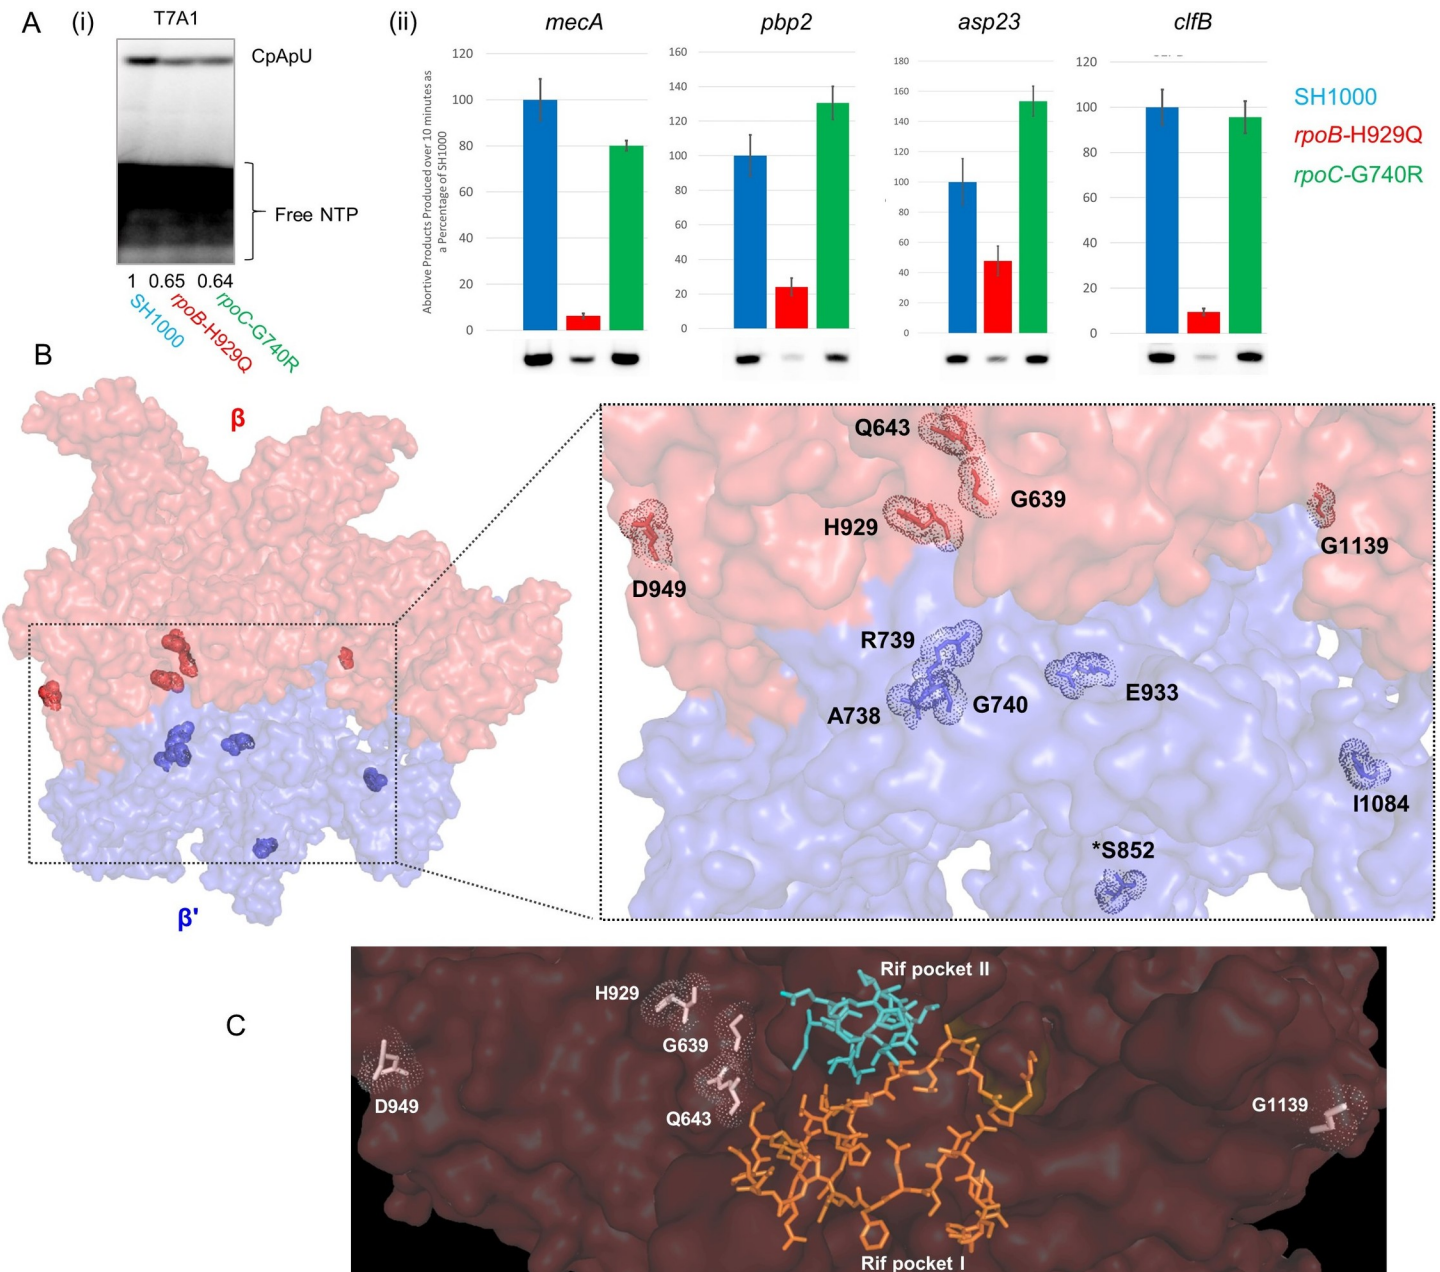 A (i) (ii)
T7A1
CpApU
Free NTP
1 0.65 0.64
SH1000
rpoB-H929Q
rpoC-G740R
Abortive Products Produced over 10 minutes as
a Percentage of SH1000
mecA
120
100
80
60
40
20
0
pbp2
160
140
120
100
80
60
40
20
0
asp23
180
160
140
120
100
80
60
40
20
0
clfB
120
100
80
60
40
20
0
SH1000
rpoB-H929Q
rpoC-G740R
B
β
β'
Q643
G639
H929
G1139
D949
R739
E933
A738
G740
I1084
*S852
C
Rif pocket II
H929
G639
D949
Q643
G1139
Rif pocket I